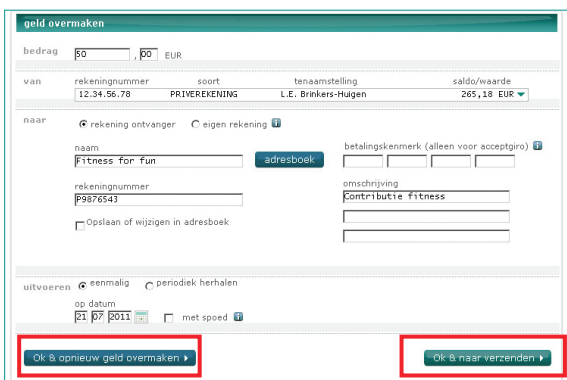 geld overmaken
bedrag 50 , 00 EUR
van rekeningnummer soort tenaamstelling saldo/waarde
12.34.56.78 PRIVEREKENING L.E. Brinkers-Huigen 265,18 EUR
naar rekening ontvanger eigen rekening
naam betalingskenmerk (alleen voor acceptgiro)
Fitness for fun adresboek
rekeningnummer omschrijving
P9876543 Contributie fitness
Opslaan of wijzigen in adresboek
uitvoeren eenmalig periodiek herhalen
op datum
21 07 2011 met spoed
Ok & opnieuw geld overmaken Ok & naar verzenden